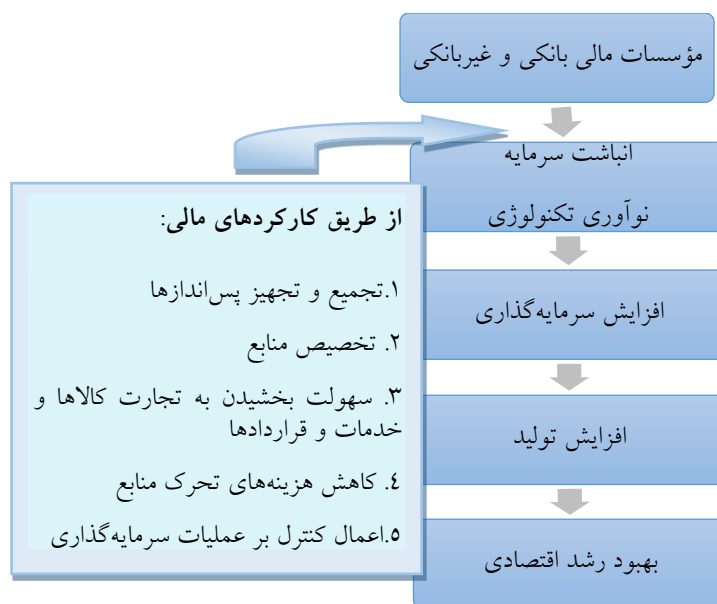 مؤسسات مالی بانکی و غیربانکی
انباشت سرمایه
نوآوری تکنولوژی
از طریق کارکردهای مالی:
۱.تجمیع و تجهیز پس‌اندازها
۲. تخصیص منابع
۳. سهولت بخشیدن به تجارت کالاها و
خدمات و قراردادها
٤. کاهش هزینه‌های تحرک منابع
٥.اعمال کنترل بر عملیات سرمایه‌گذاری
افزایش سرمایه‌گذاری
افزایش تولید
بهبود رشد اقتصادی